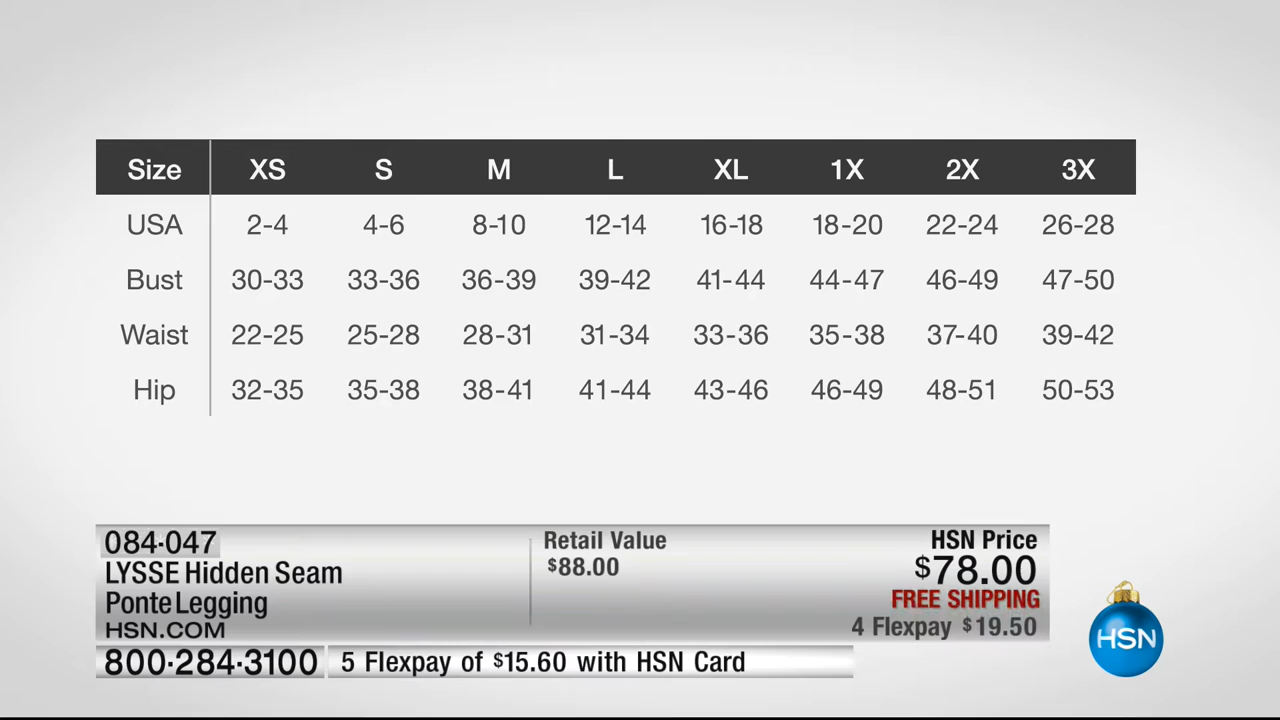 Size XS S M L XL 1X 2X 3X
USA 2-4 4-6 8-10 12-14 16-18 18-20 22-24 26-28
Bust 30-33 33-36 36-39 39-42 41-44 44-47 46-49 47-50
Waist 22-25 25-28 28-31 31-34 33-36 35-38 37-40 39-42
Hip 32-35 35-38 38-41 41-44 43-46 46-49 48-51 50-53
084·047
LYSSE Hidden Seam
Ponte Legging
HSN.COM
Retail Value
$88.00
HSN Price
$78.00
FREE SHIPPING
4 Flexpay $19.50
800·284·3100
5 Flexpay of $15.60 with HSN Card
HSN